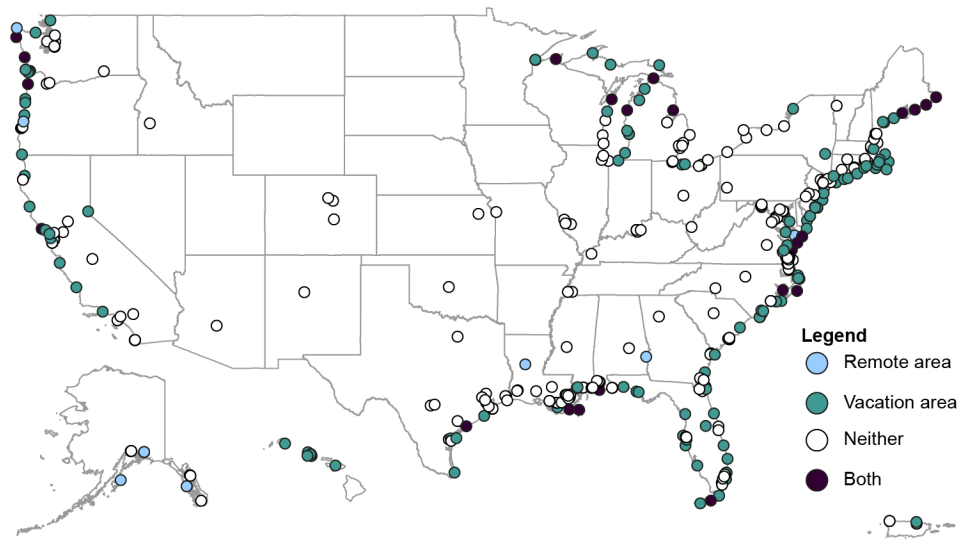 Legend
Remote area
Vacation area
Neither
Both